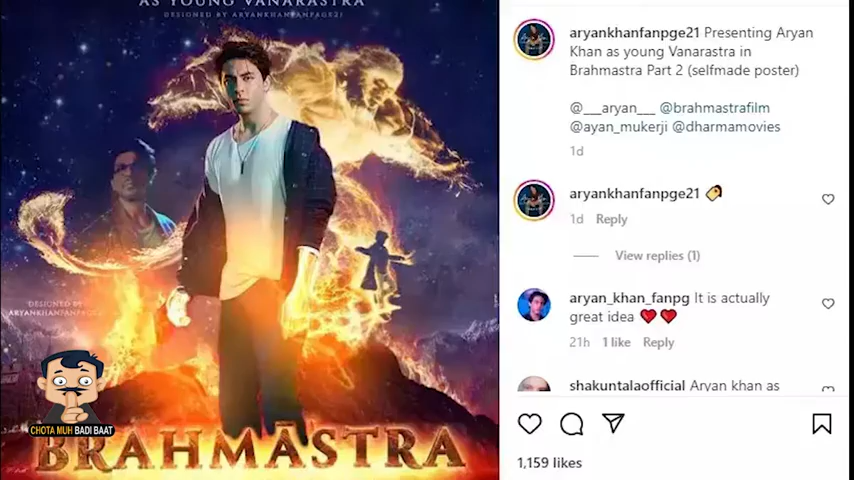 AS YOUNG VANARASTRA
DESIGNED BY ARYANKHANFANPAGE21
DESIGNED BY
ARYANKHANFANPAGE
CHOTA MUH BADI BAAT
BRAHMĀSTRA
aryankhanfanpge21 Presenting Aryan
Khan as young Vanarastra in
Brahmastra Part 2 (selfmade poster)
@___aryan___ @brahmastrafilm
@ayan_mukerji @dharmamovies
1d
aryankhanfanpge21
1d Reply
View replies (1)
aryan_khan_fanpg It is actually
great idea ❤️❤️
21h 1 like Reply
shakuntalaofficial Aryan khan as
1,159 likes